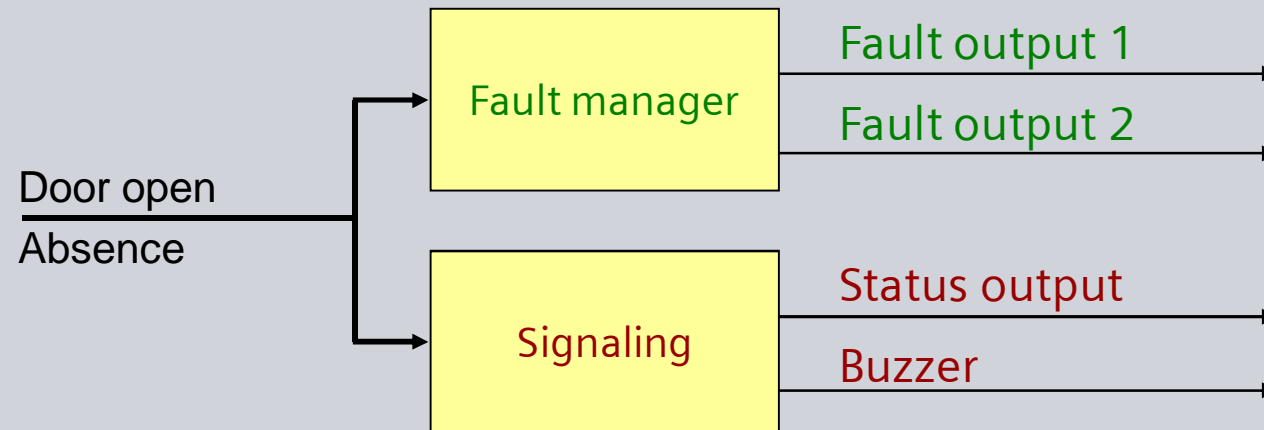 Fault output 1
Fault manager
Fault output 2
Door open
Absence
Status output
Signaling
Buzzer